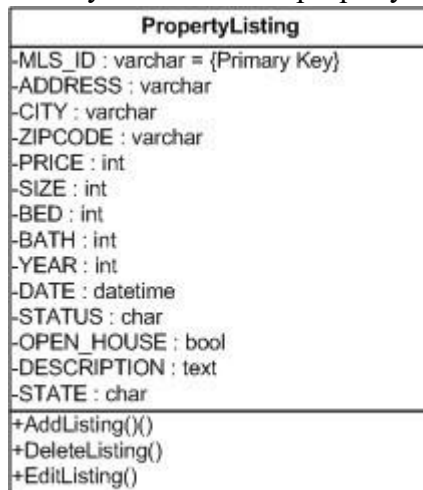 PropertyListing
-MLS_ID : varchar = {Primary Key}
-ADDRESS : varchar
-CITY : varchar
-ZIPCODE : varchar
-PRICE : int
-SIZE : int
-BED : int
-BATH : int
-YEAR : int
-DATE : datetime
-STATUS : char
-OPEN_HOUSE : bool
-DESCRIPTION : text
-STATE : char
+AddListing()()
+DeleteListing()
+EditListing()